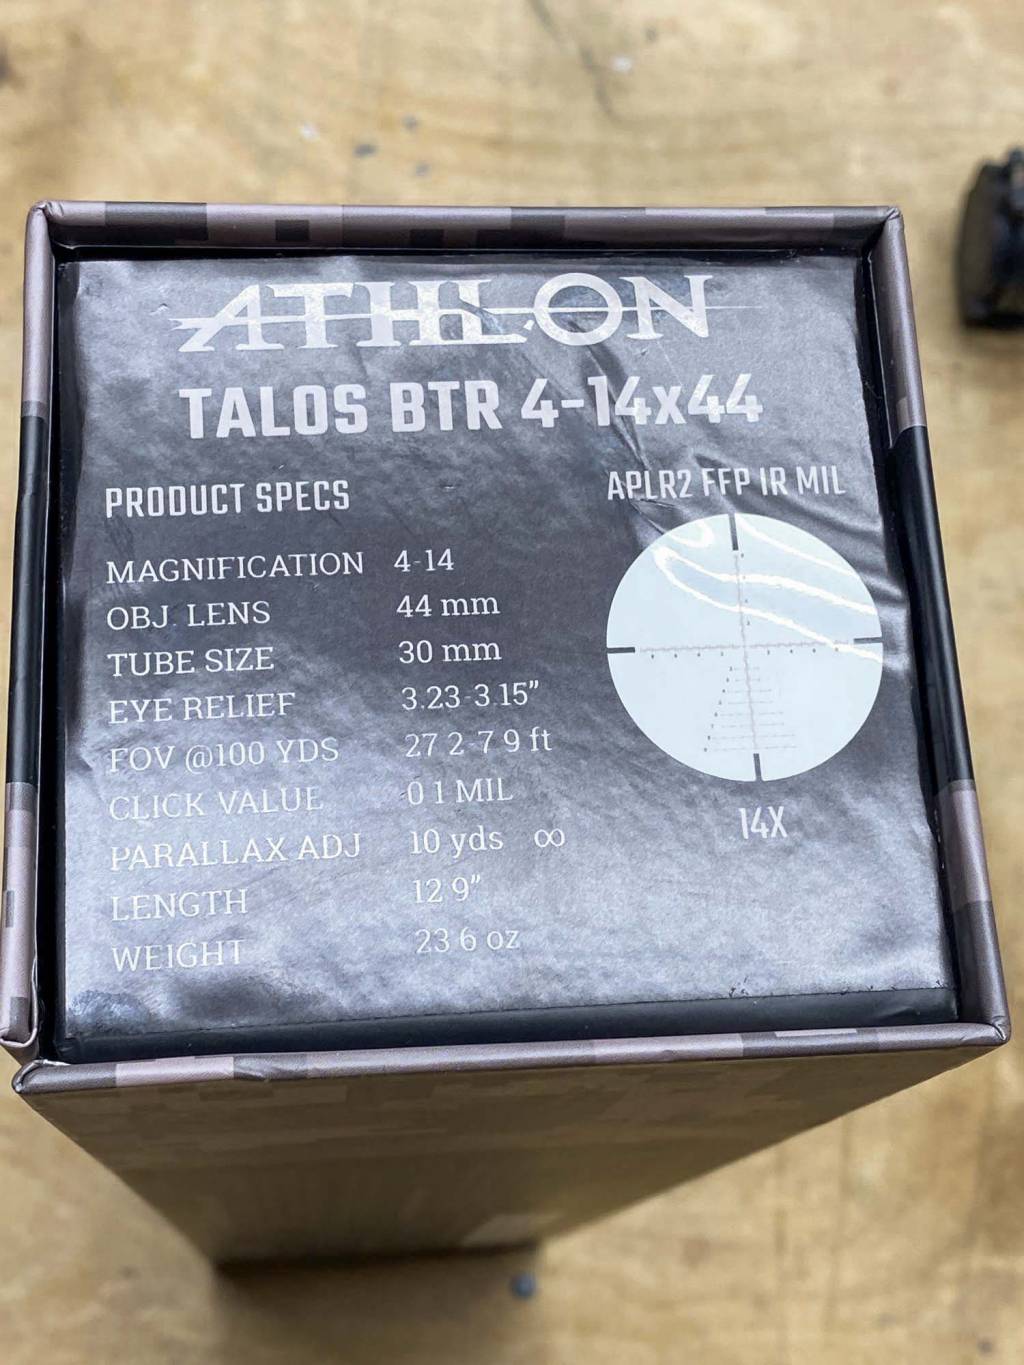 ATHLON
TALOS BTR 4-14x44
PRODUCT SPECS
APLR2 FFP IR MIL
MAGNIFICATION 4-14
OBJ. LENS 44 mm
TUBE SIZE 30 mm
EYE RELIEF 3.23-3.15"
FOV @100 YDS 27 2-7 9 ft
CLICK VALUE 0 1 MIL
PARALLAX ADJ 10 yds ∞
LENGTH 12 9"
WEIGHT 23 6 oz
14X